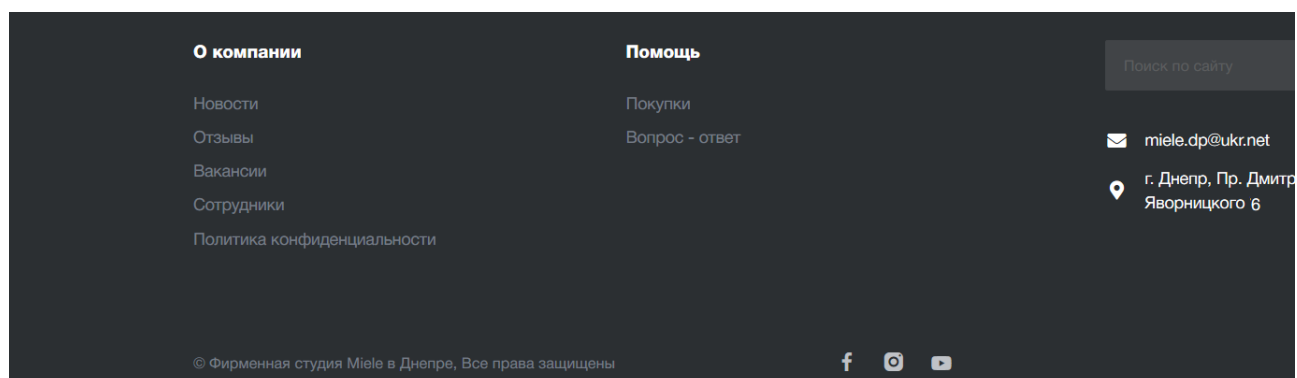 О компании
Новости
Отзывы
Вакансии
Сотрудники
Политика конфиденциальности
Помощь
Покупки
Вопрос - ответ
Поиск по сайту
miele.dp@ukr.net
г. Днепр, Пр. Дмитр
Яворницкого
© Фирменная студия Miele в Днепре, Все права защищены